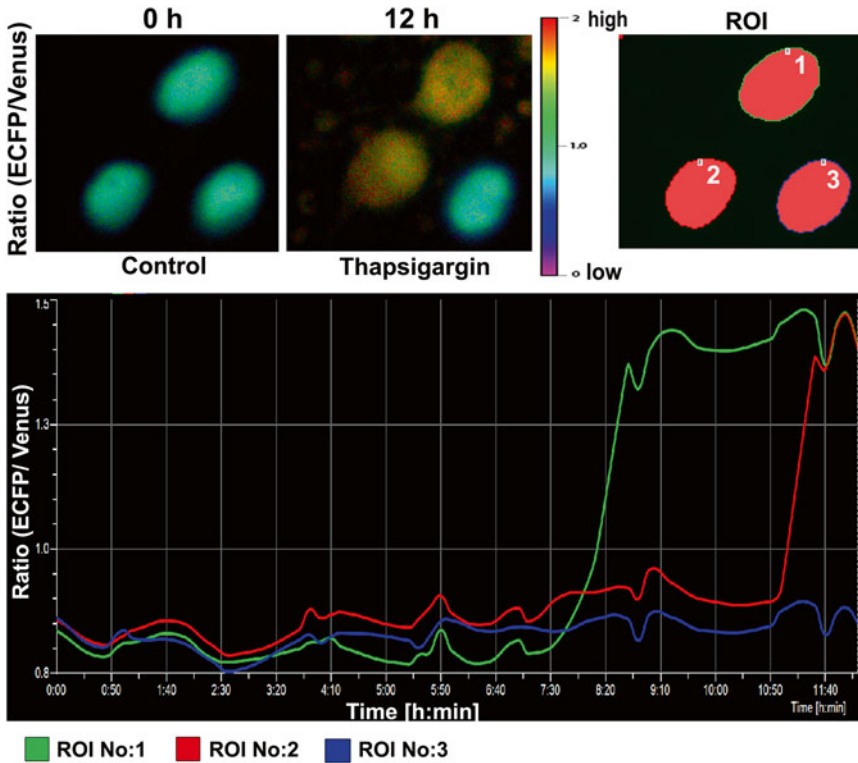 0 h
12 h
ROI
Ratio (ECFP/Venus)
2 high
1.0
0 low
1
2
3
Control
Thapsigargin
Ratio (ECFP/ Venus)
1.5
1.3
1.0
0.8
0:00 0:50 1:40 2:30 3:20 4:10 5:00 5:50 6:40 7:30 8:20 9:10 10:00 10:50 11:40
Time [h:min]
Time [h:min]
ROI No:1 ROI No:2 ROI No:3